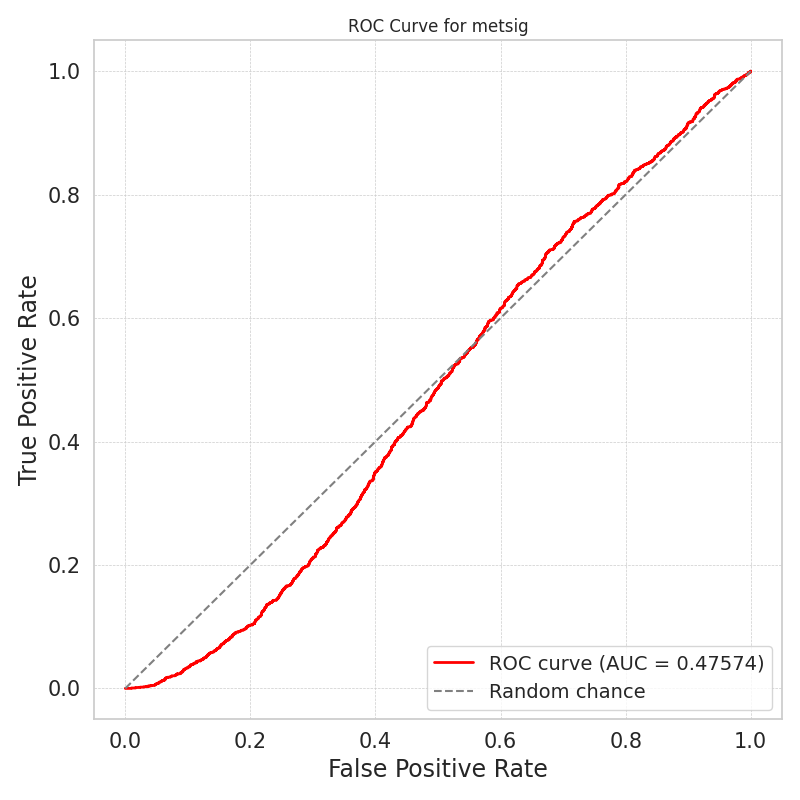 ROC Curve for metsig
1.0
0.8
0.6
0.4
0.2
0.0
True Positive Rate
ROC curve (AUC = 0.47574)
Random chance
0.0 0.2 0.4 0.6 0.8 1.0
False Positive Rate